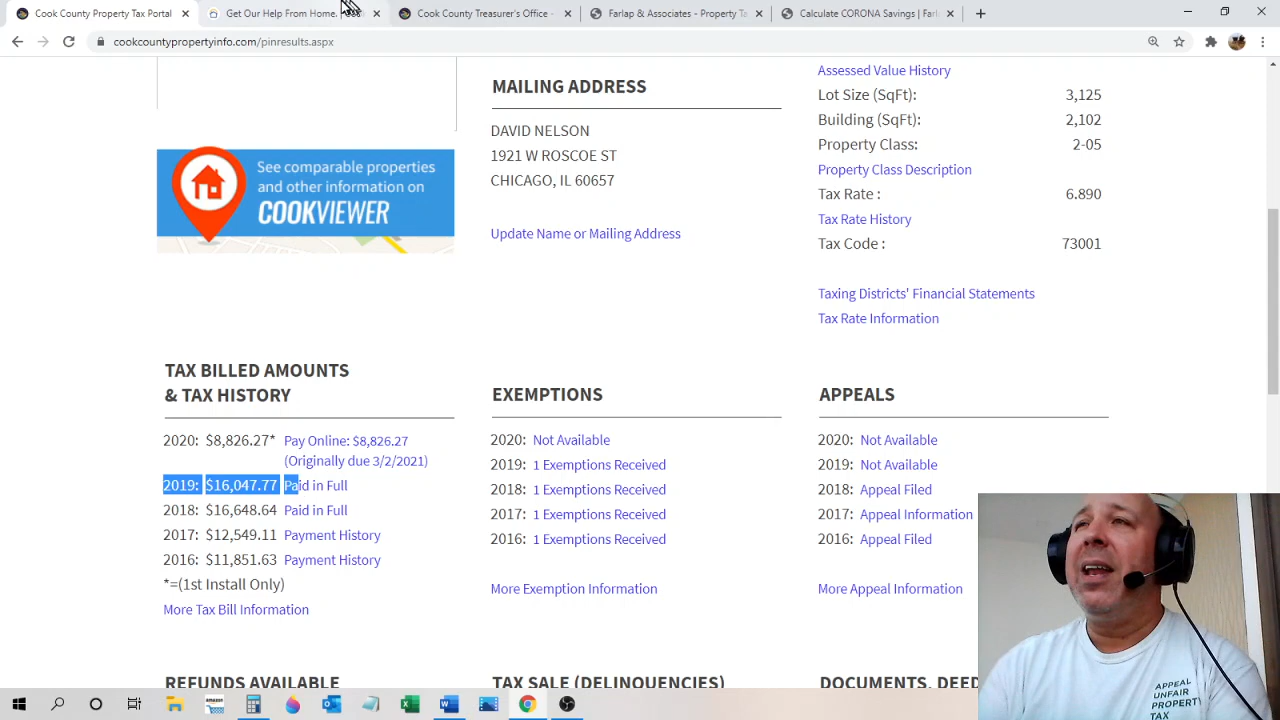 Cook County Property Tax Portal
Get Our Help From Home.
Cook County Treasurer's Office -
Farlap & Associates - Property Ta
Calculate CORONA Savings | Farl
cookcountypropertyinfo.com/pinresults.aspx
See comparable properties
and other information on
COOKVIEWER
MAILING ADDRESS
DAVID NELSON
1921 W ROSCOE ST
CHICAGO, IL 60657
Update Name or Mailing Address
Assessed Value History
Lot Size (SqFt): 3,125
Building (SqFt): 2,102
Property Class: 2-05
Property Class Description
Tax Rate : 6.890
Tax Rate History
Tax Code : 73001
Taxing Districts' Financial Statements
Tax Rate Information
TAX BILLED AMOUNTS
& TAX HISTORY
2020: $8,826.27* Pay Online: $8,826.27
(Originally due 3/2/2021)
2019: $16,047.77 Paid in Full
2018: $16,648.64 Paid in Full
2017: $12,549.11 Payment History
2016: $11,851.63 Payment History
*=(1st Install Only)
More Tax Bill Information
EXEMPTIONS
2020: Not Available
2019: 1 Exemptions Received
2018: 1 Exemptions Received
2017: 1 Exemptions Received
2016: 1 Exemptions Received
More Exemption Information
APPEALS
2020: Not Available
2019: Not Available
2018: Appeal Filed
2017: Appeal Information
2016: Appeal Filed
More Appeal Information
REFUNDS AVAILABLE
TAX SALE (DELINQUENCIES)
DOCUMENTS, DEED
APPEAL
UNFAIR
PROPERTY
TAX
amazon